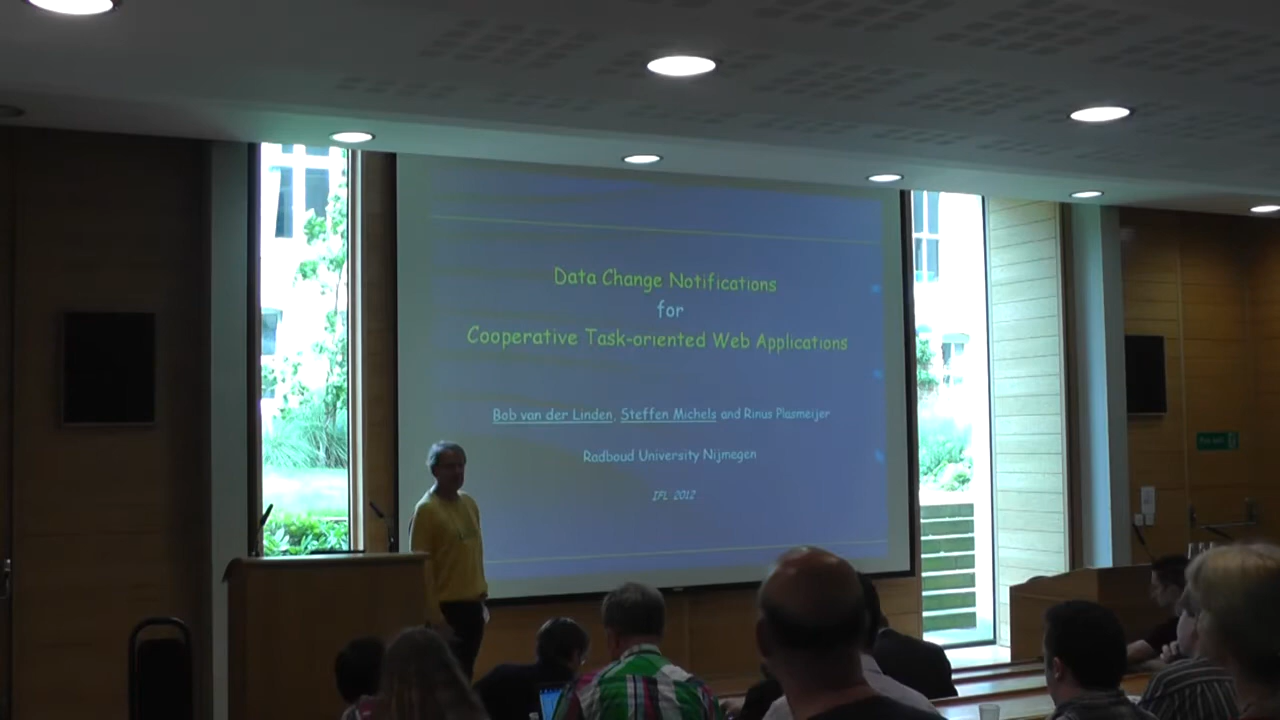 Data Change Notifications
for
Cooperative Task-oriented Web Applications
Bob van der Linden, Steffen Michels and Rinus Plasmeijer
Radboud University Nijmegen
IFL 2012